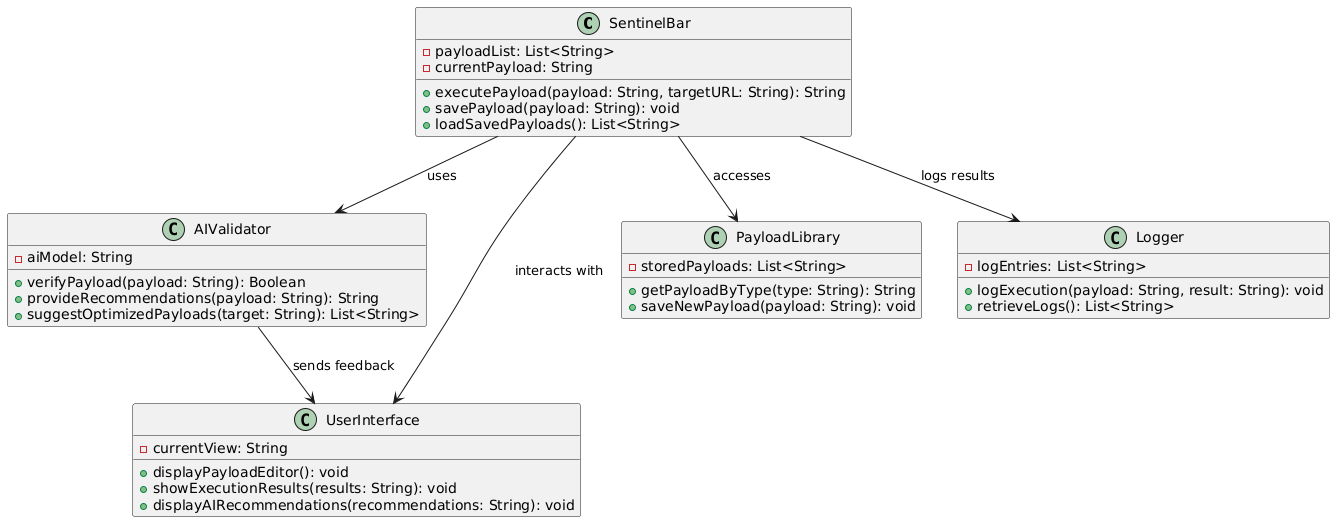 C SentinelBar
payloadList: List<String>
currentPayload: String
executePayload(payload: String, targetURL: String): String
savePayload(payload: String): void
loadSavedPayloads(): List<String>
uses
accesses
logs results
C AIValidator
aiModel: String
verifyPayload(payload: String): Boolean
provideRecommendations(payload: String): String
suggestOptimizedPayloads(target: String): List<String>
interacts with
C PayloadLibrary
storedPayloads: List<String>
getPayloadByType(type: String): String
saveNewPayload(payload: String): void
C Logger
logEntries: List<String>
logExecution(payload: String, result: String): void
retrieveLogs(): List<String>
sends feedback
C UserInterface
currentView: String
displayPayloadEditor(): void
showExecutionResults(results: String): void
displayAIRecommendations(recommendations: String): void